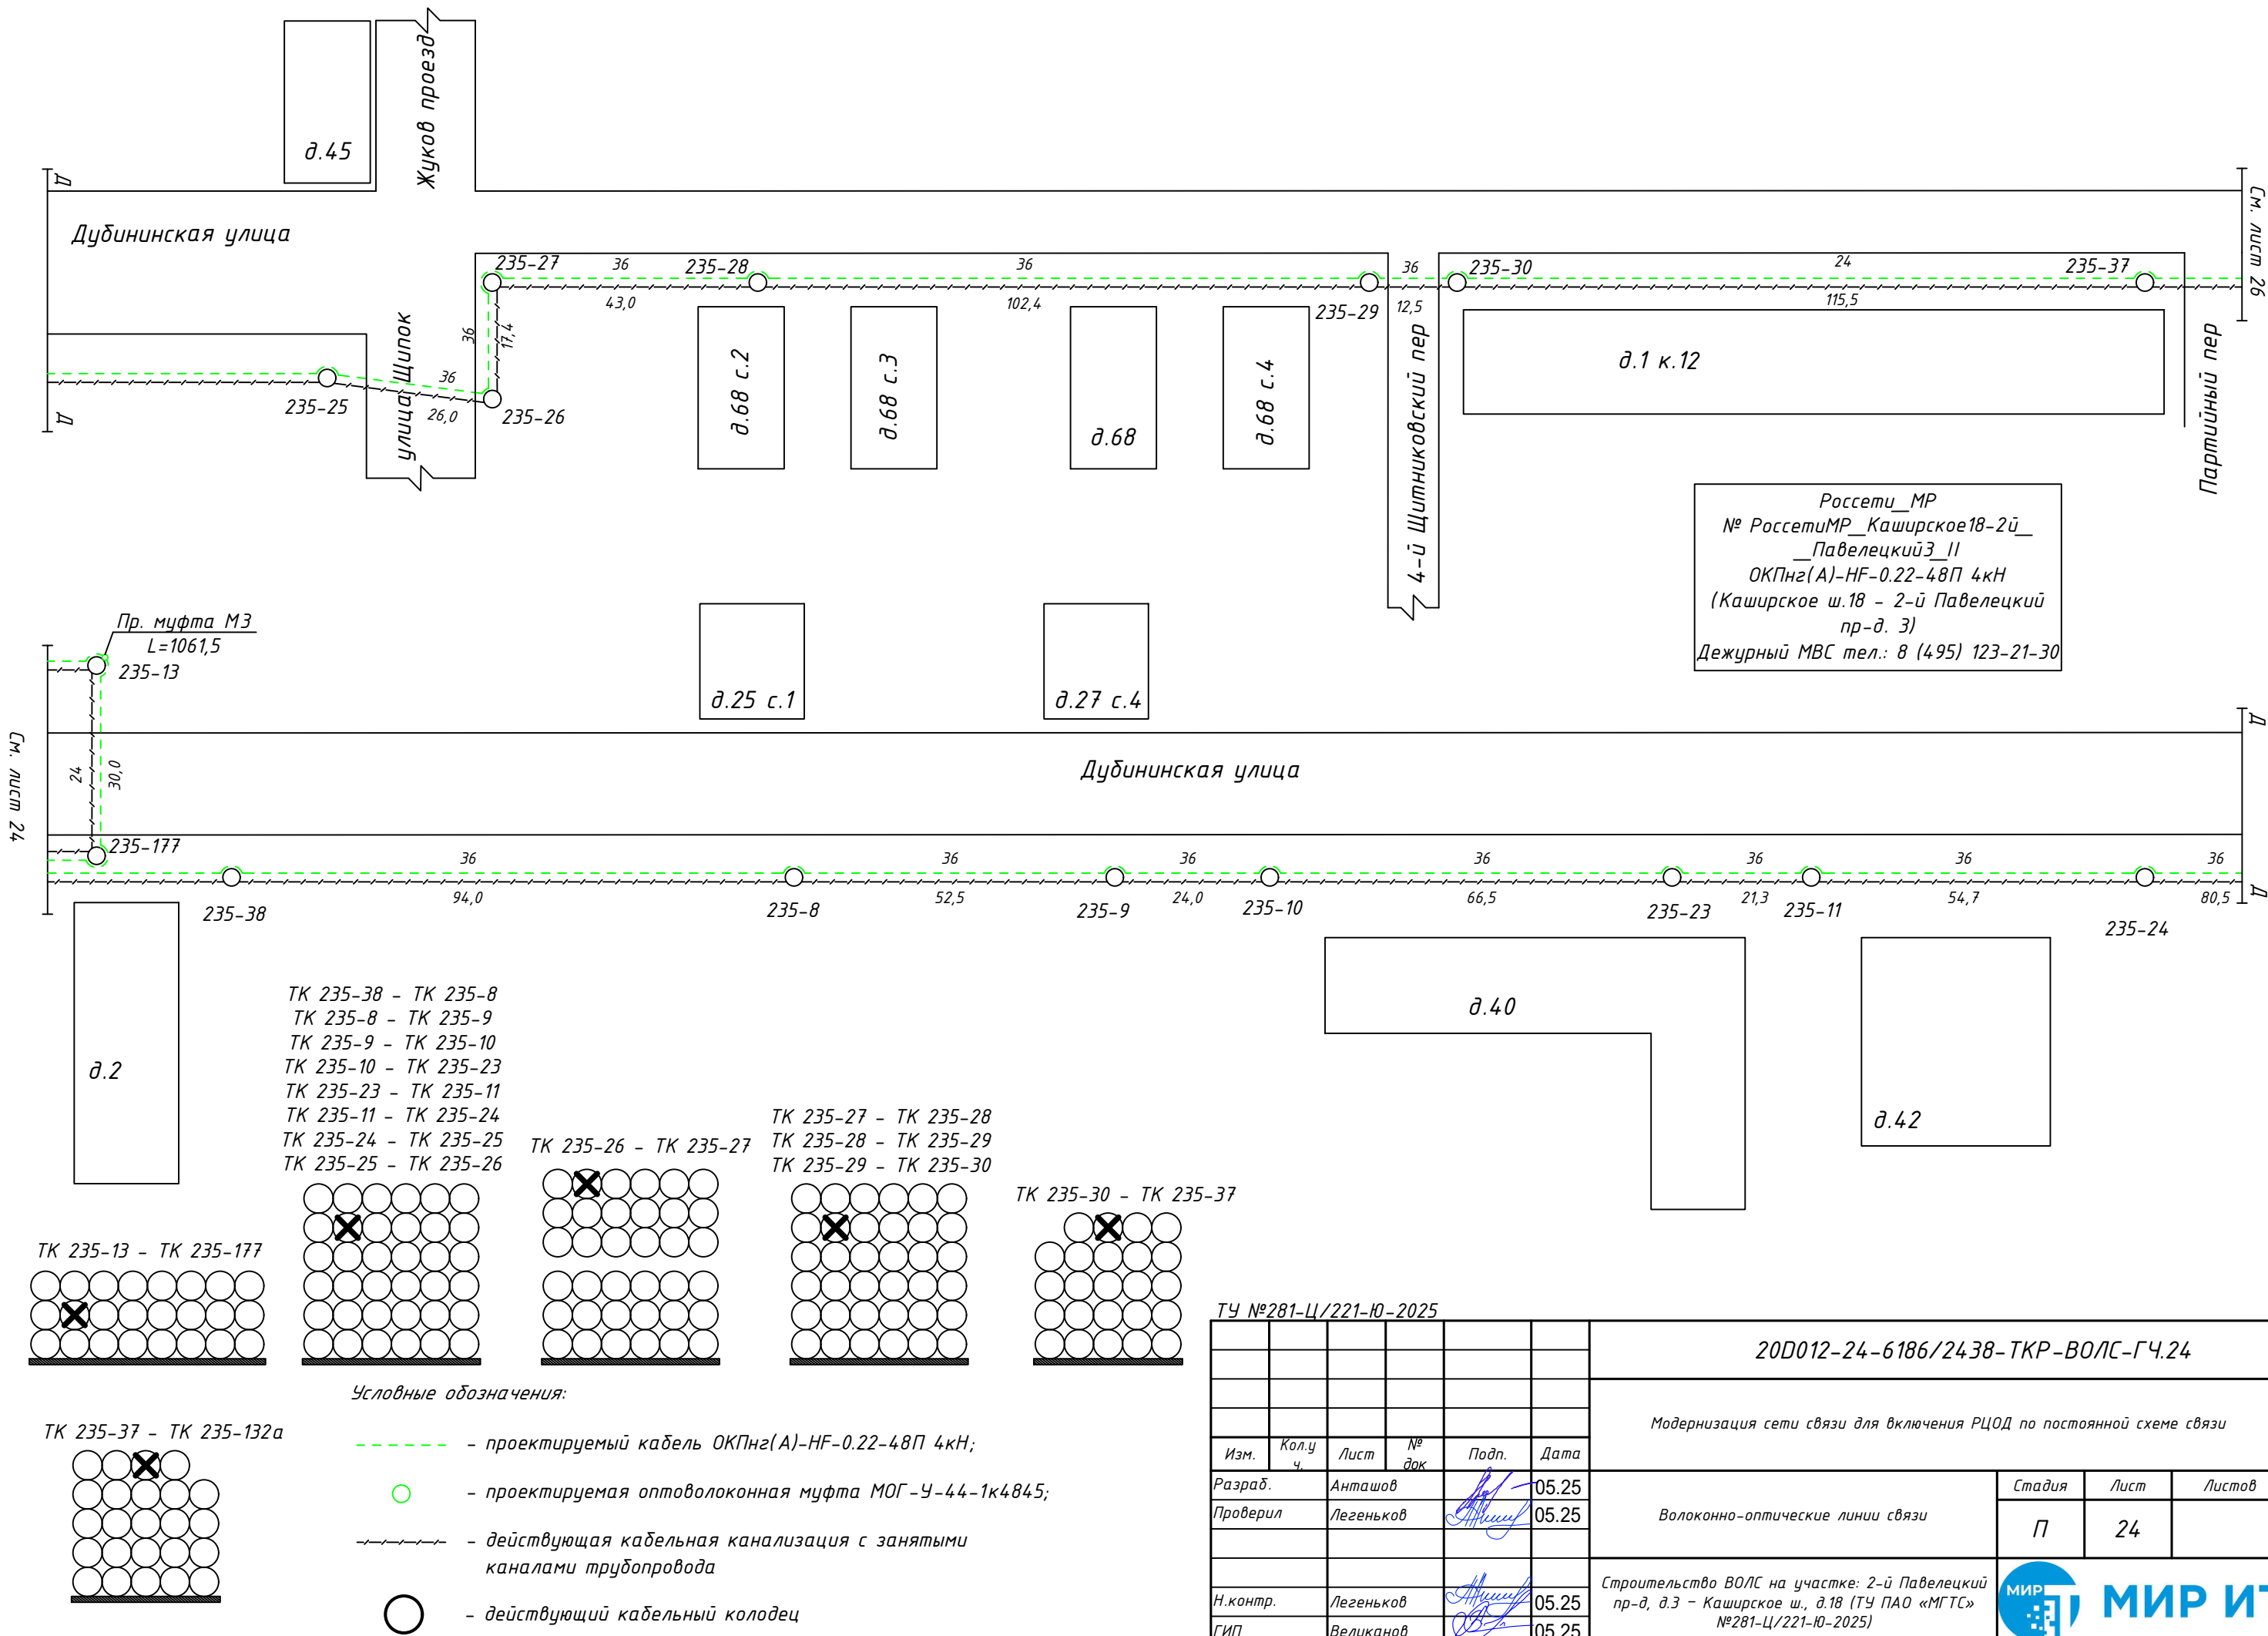 д.45
Жуков проезд
Д
Дубининская улица
См. лист 26
235-27
36
235-28
36
36
235-30
24
235-37
43,0
102,4
235-29
12,5
115,5
36
17,4
улица Щипок
36
26,0
235-25
235-26
Д
д.68 с.2
д.68 с.3
д.68
д.68 с.4
4-й Щитниковский пер
д.1 к.12
Партийный пер
Россети_МР
№ РоссетиМР_Каширское18-2й_
_Павелецкий3_II
ОКПнг(А)-HF-0.22-48П 4кН
(Каширское ш.18 - 2-й Павелецкий
пр-д. 3)
Дежурный МВС тел.: 8 (495) 123-21-30
Пр. муфта М3
L=1061,5
235-13
д.25 с.1
д.27 с.4
Д
См. лист 24
24
30,0
Дубининская улица
235-177
36
36
36
36
36
36
36
235-38
94,0
235-8
52,5
235-9
24,0
235-10
66,5
235-23
21,3
235-11
54,7
235-24
80,5
Д
д.2
д.40
д.42
ТК 235-38 - ТК 235-8
ТК 235-8 - ТК 235-9
ТК 235-9 - ТК 235-10
ТК 235-10 - ТК 235-23
ТК 235-23 - ТК 235-11
ТК 235-11 - ТК 235-24
ТК 235-24 - ТК 235-25
ТК 235-25 - ТК 235-26
ТК 235-26 - ТК 235-27
ТК 235-27 - ТК 235-28
ТК 235-28 - ТК 235-29
ТК 235-29 - ТК 235-30
ТК 235-30 - ТК 235-37
ТК 235-13 - ТК 235-177
ТК 235-37 - ТК 235-132а
Условные обозначения:
- проектируемый кабель ОКПнг(А)-HF-0.22-48П 4кН;
- проектируемая оптоволоконная муфта МОГ-У-44-1к4845;
- действующая кабельная канализация с занятыми
каналами трубопровода
- действующий кабельный колодец
ТУ №281-Ц/221-Ю-2025
20D012-24-6186/2438-ТКР-ВОЛС-ГЧ.24
Модернизация сети связи для включения РЦОД по постоянной схеме связи
Изм.
Кол.у
ч.
Лист
№
док
Подп.
Дата
Разраб.
Анташов
05.25
Проверил
Легеньков
05.25
Волоконно-оптические линии связи
Стадия
Лист
Листов
П
24
Н.контр.
Легеньков
05.25
ГИП
Великанов
05.25
Строительство ВОЛС на участке: 2-й Павелецкий
пр-д, д.3 - Каширское ш., д.18 (ТУ ПАО «МГТС»
№281-Ц/221-Ю-2025)
МИР
МИР ИТ